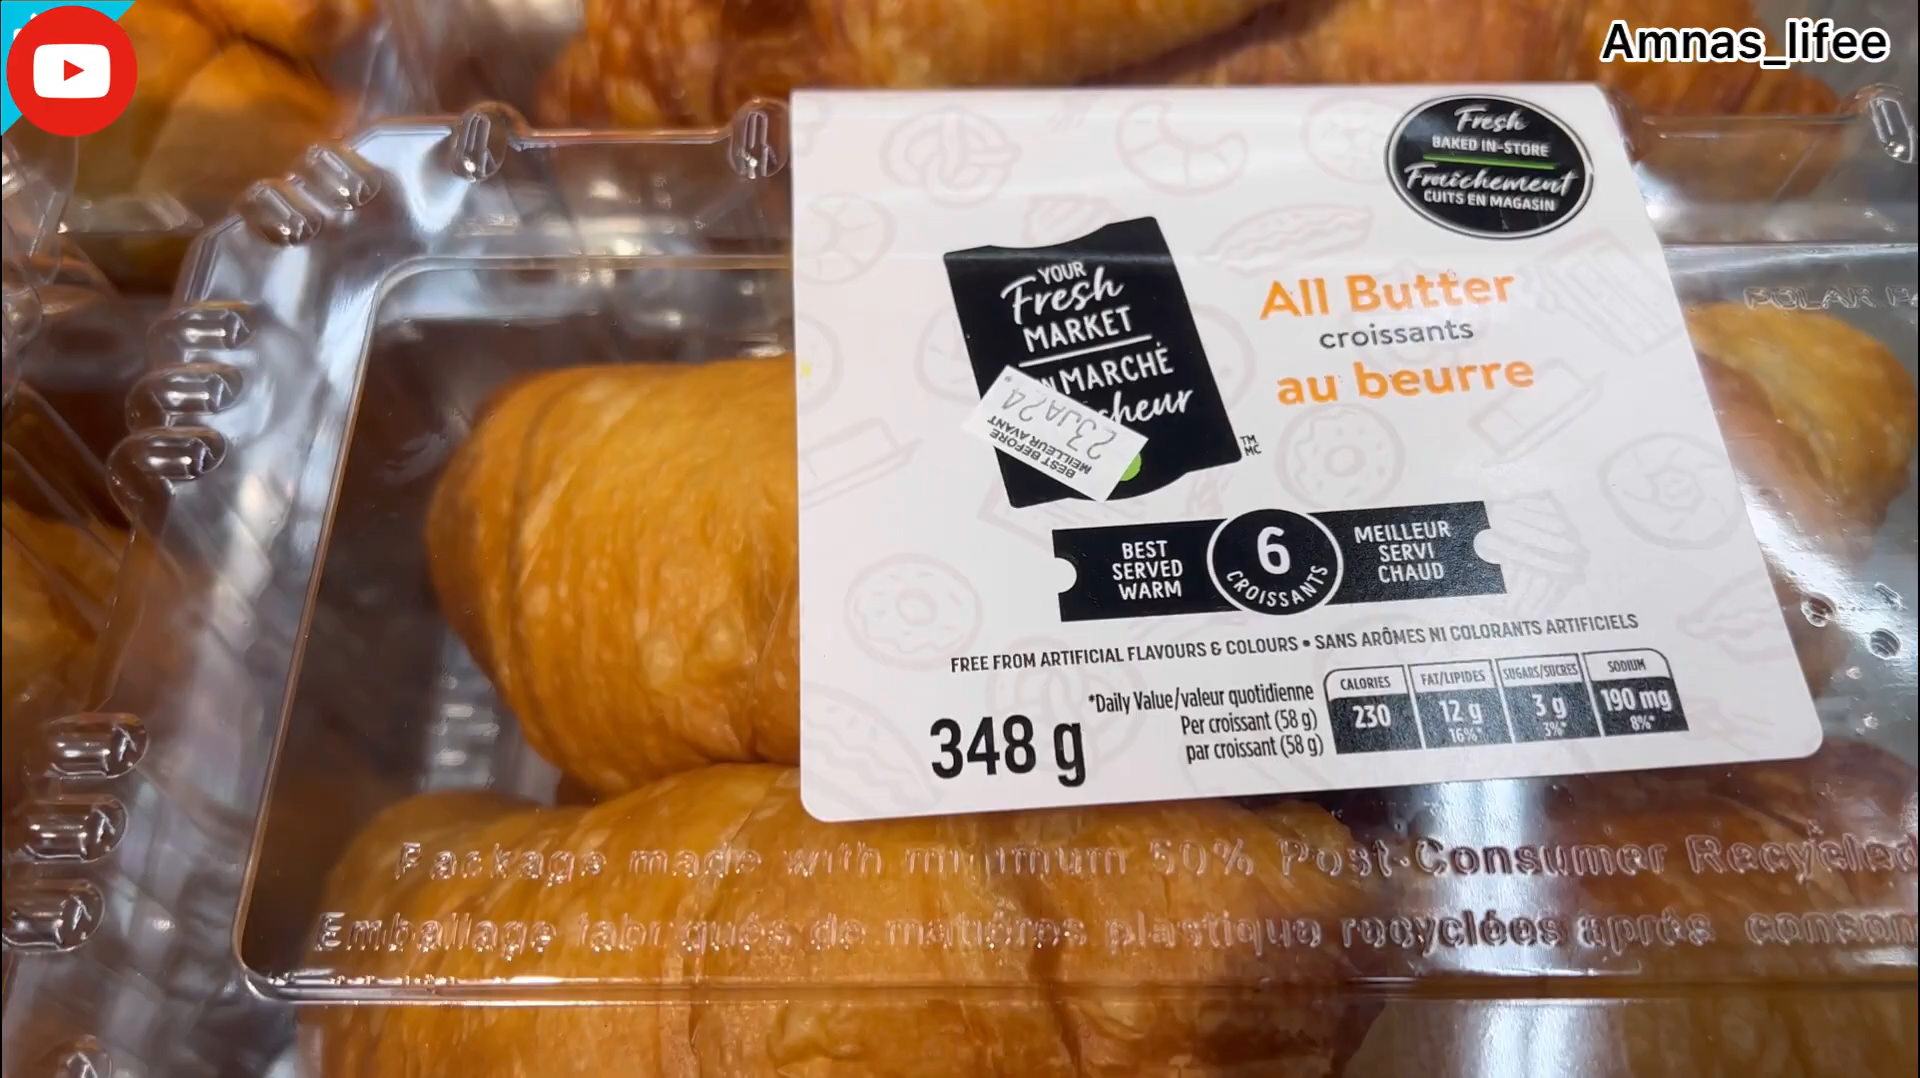 Amnas_lifee
Fresh
BAKED IN-STORE
Fraîchement
CUITS EN MAGASIN
YOUR
Fresh
MARKET
MARCHÉ
TM
MC
BEST BEFORE
MEILLEUR AVANT
23JA24
All Butter
croissants
au beurre
BEST
SERVED
WARM
6
CROISSANTS
MEILLEUR
SERVI
CHAUD
FREE FROM ARTIFICIAL FLAVOURS & COLOURS • SANS ARÔMES NI COLORANTS ARTIFICIELS
348 g
*Daily Value/valeur quotidienne
Per croissant (58 g)
par croissant (58 g)
CALORIES
230
FAT/LIPIDES
12 g
16%*
SUGARS/SUCRES
3 g
3%*
SODIUM
190 mg
8%*
POLAR
Package made with minimum 50% Post-Consumer Recycled
Emballage fabriqués de matières plastique recyclées après